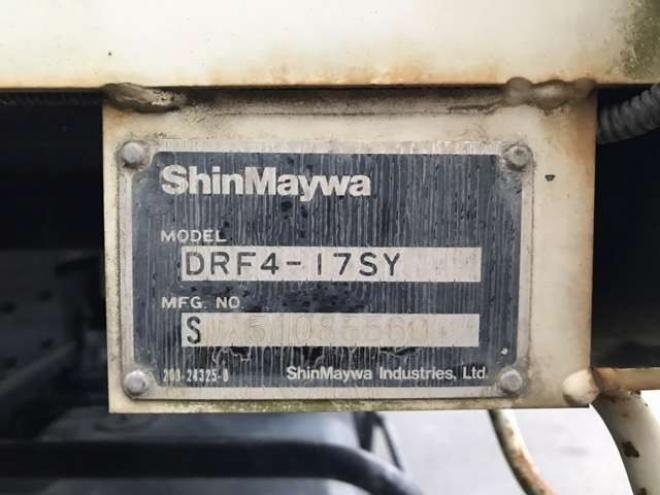 ShinMaywa
MODEL
DRF4-17SY
MFG. NO
S
ShinMaywa Industries, Ltd